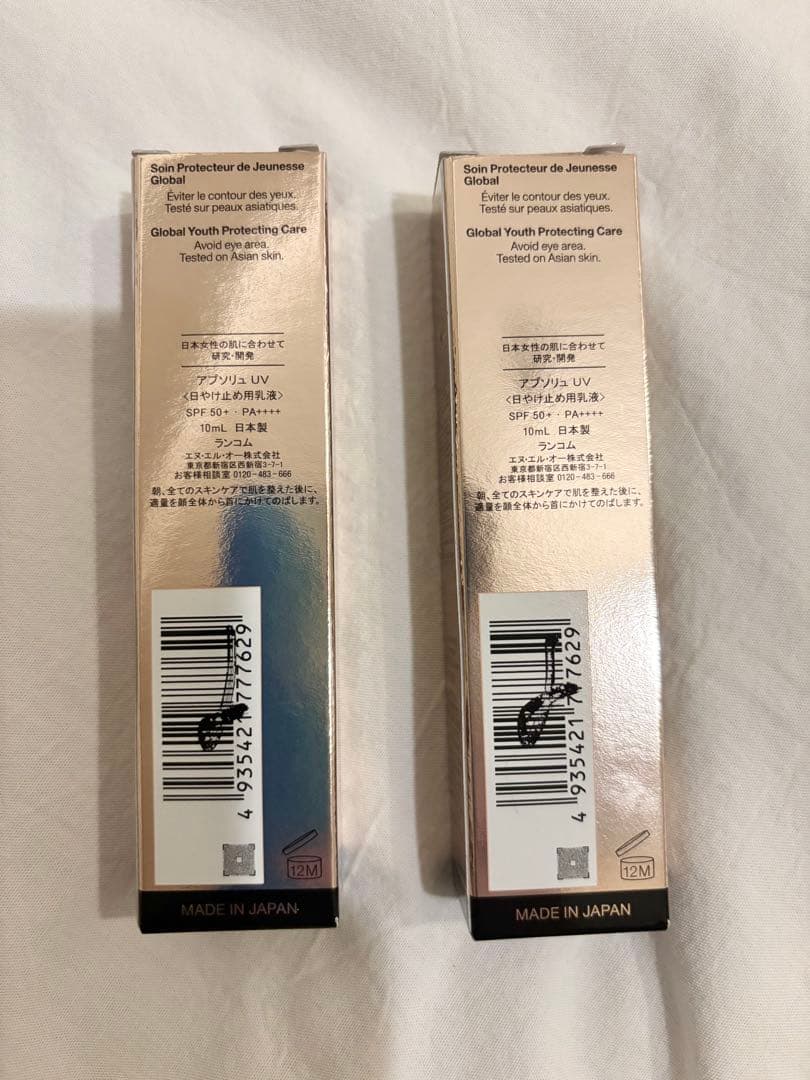 Soin Protecteur de Jeunesse
Global
Éviter le contour des yeux.
Testé sur peaux asiatiques.
Global Youth Protecting Care
Avoid eye area.
Tested on Asian skin.
日本女性の肌に合わせて
研究・開発
アプソリュ UV
〈日やけ止め用乳液〉
SPF 50+ · PA++++
10mL 日本製
ランコム
エヌ・エル・オー株式会社
東京都新宿区西新宿3-7-1
お客様相談室 0120-483-666
朝、全てのスキンケアで肌を整えた後に、
適量を顔全体から首にかけてのばします。
4 935421 777629
12M
MADE IN JAPAN
Soin Protecteur de Jeunesse
Global
Éviter le contour des yeux.
Testé sur peaux asiatiques.
Global Youth Protecting Care
Avoid eye area.
Tested on Asian skin.
日本女性の肌に合わせて
研究・開発
アプソリュ UV
〈日やけ止め用乳液〉
SPF 50+ · PA++++
10mL 日本製
ランコム
エヌ・エル・オー株式会社
東京都新宿区西新宿3-7-1
お客様相談室 0120-483-666
朝、全てのスキンケアで肌を整えた後に、
適量を顔全体から首にかけてのばします。
4 935421 777629
12M
MADE IN JAPAN